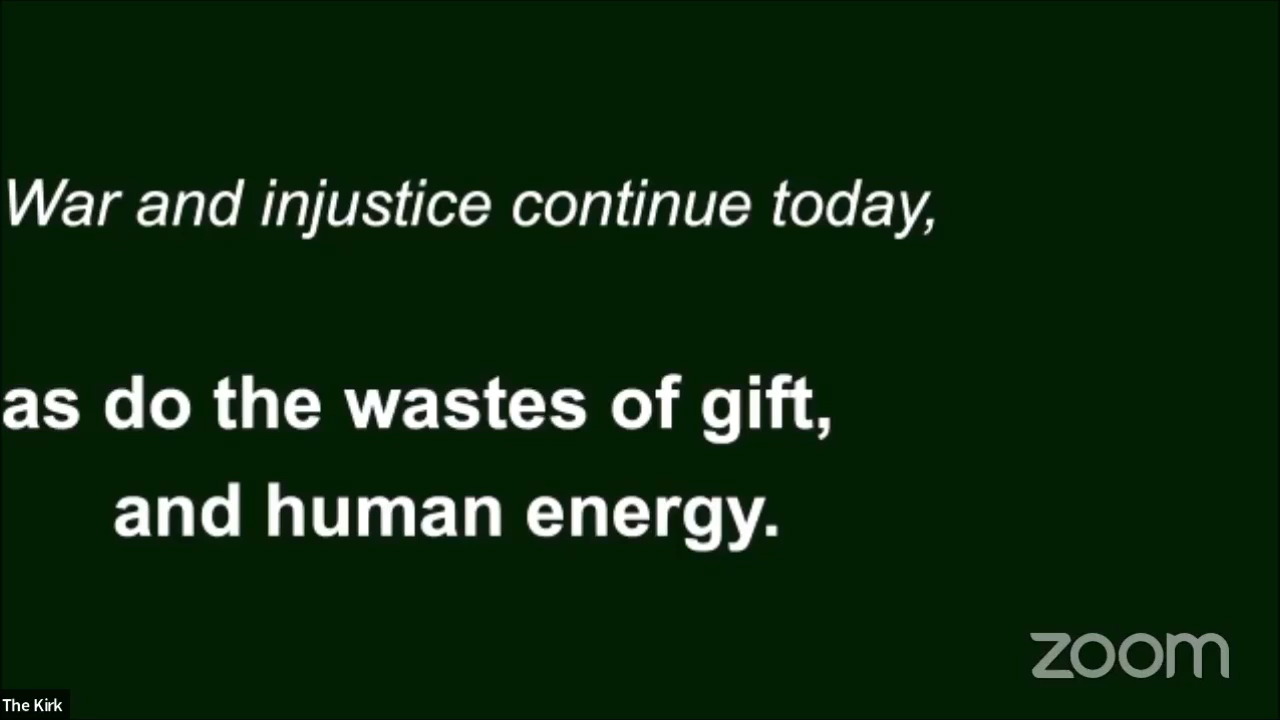 War and injustice continue today,
as do the wastes of gift,
and human energy.
zoom
The Kirk